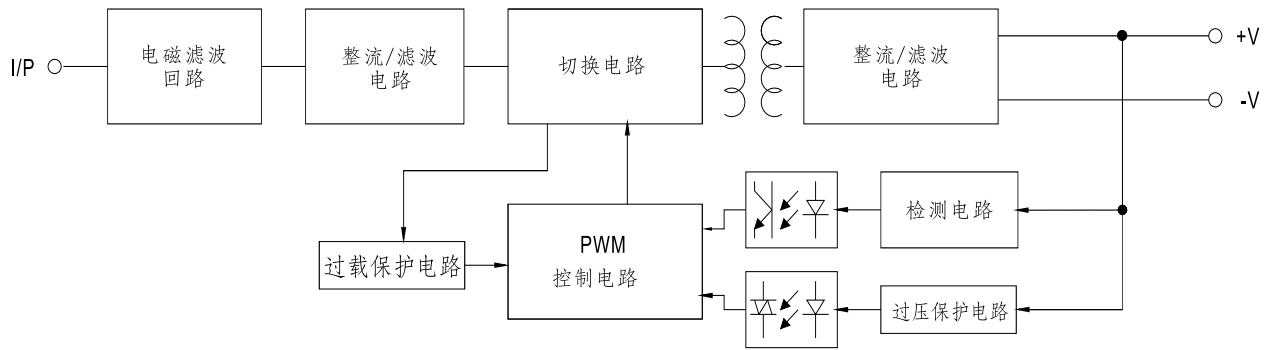 I/P
电磁滤波
回路
整流/滤波
电路
切换电路
整流/滤波
电路
+V
-V
检测电路
PWM
控制电路
过载保护电路
过压保护电路